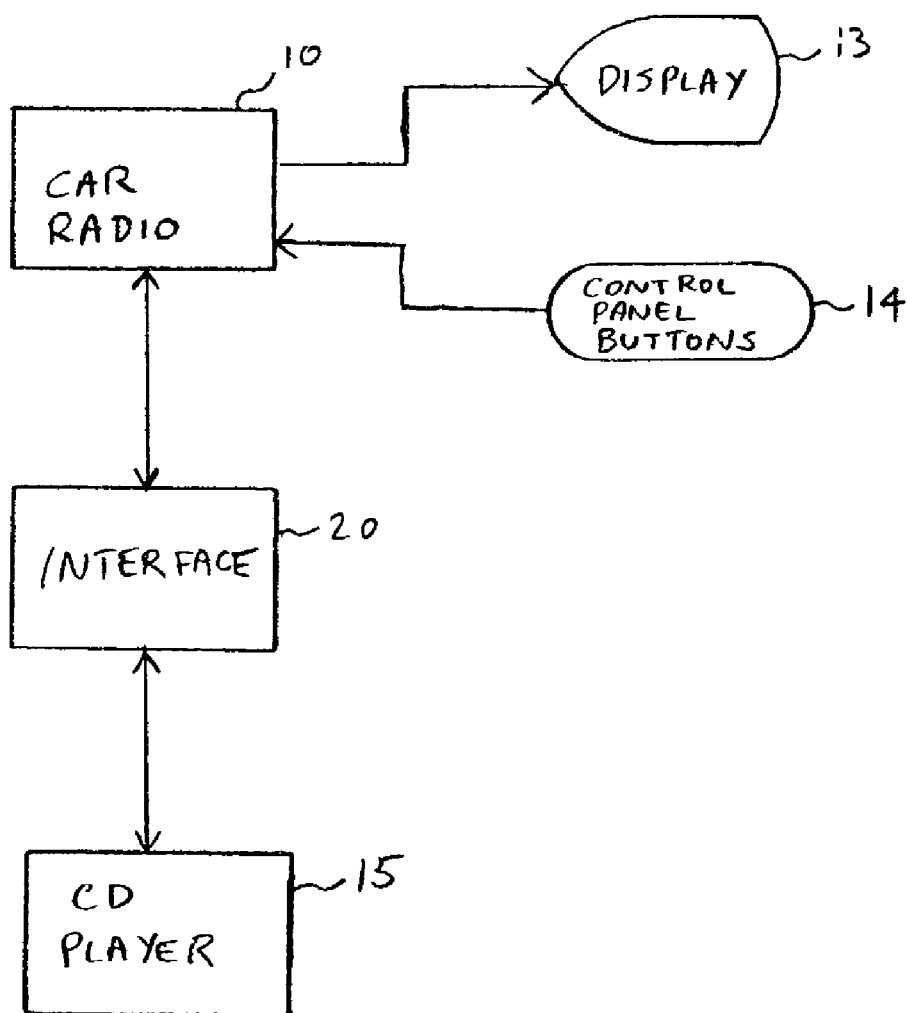 10
CAR
RADIO
DISPLAY
13
CONTROL
PANEL
BUTTONS
14
INTERFACE
20
CD
PLAYER
15